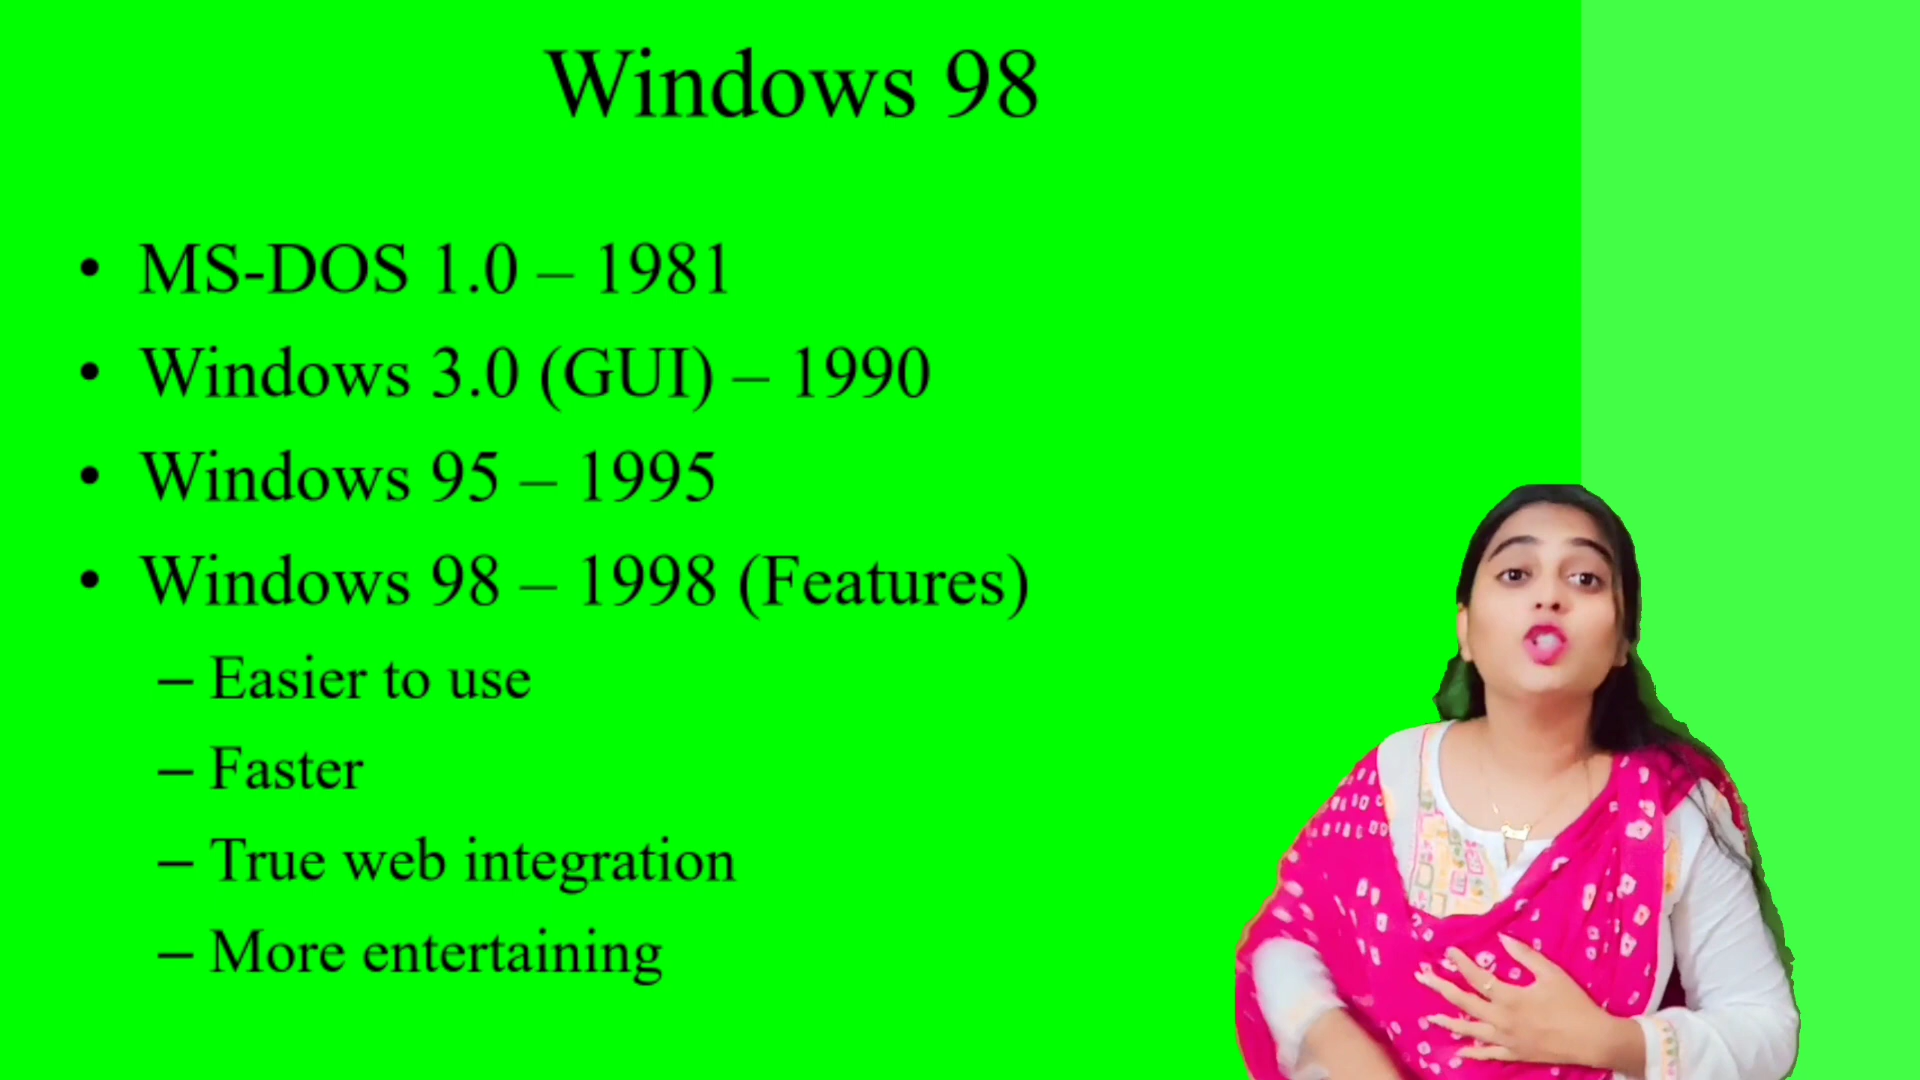 Windows 98
• MS-DOS 1.0 – 1981
• Windows 3.0 (GUI) – 1990
• Windows 95 – 1995
• Windows 98 – 1998 (Features)
– Easier to use
– Faster
– True web integration
– More entertaining